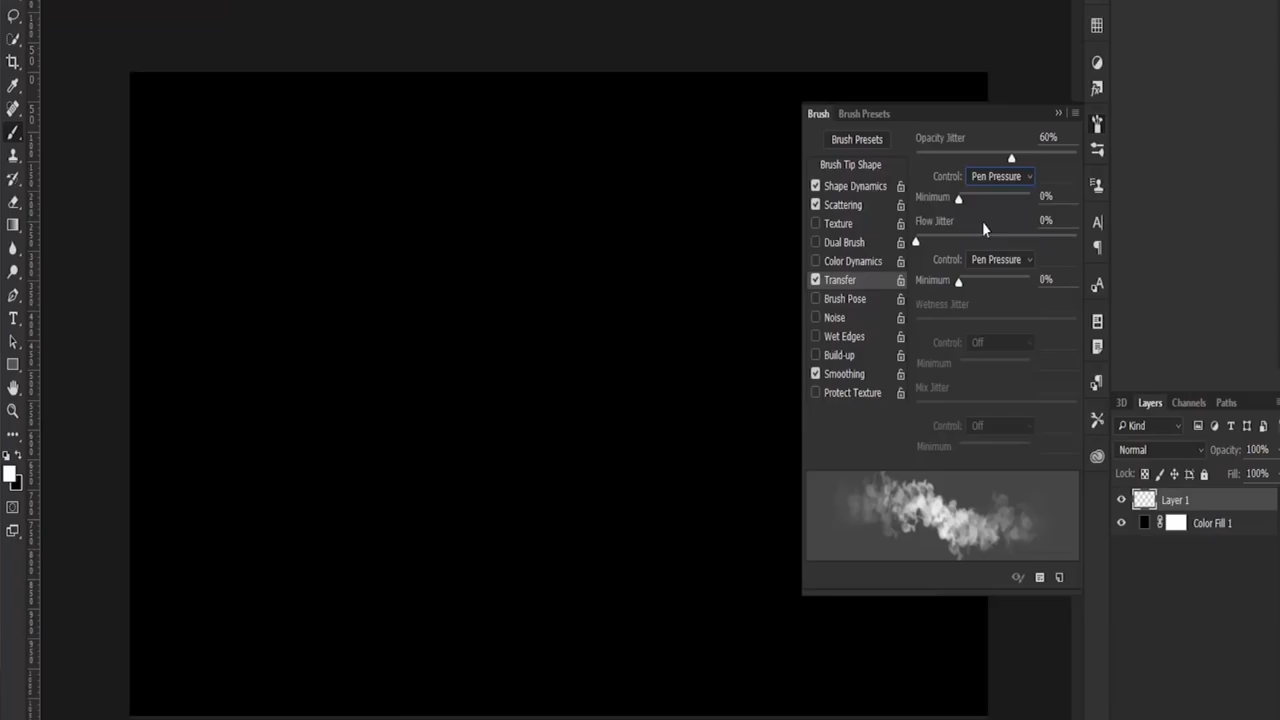 Brush Brush Presets
Brush Presets
Brush Tip Shape
Shape Dynamics
Scattering
Texture
Dual Brush
Color Dynamics
Transfer
Brush Pose
Noise
Wet Edges
Build-up
Smoothing
Protect Texture
Opacity Jitter 60%
Control: Pen Pressure
Minimum 0%
Flow Jitter 0%
Control: Pen Pressure
Minimum 0%
Wetness Jitter
Control: Off
Minimum
Mix Jitter
Control: Off
Minimum
3D Layers Channels Paths
Kind
Normal Opacity: 100%
Lock: Fill: 100%
Layer 1
Color Fill 1